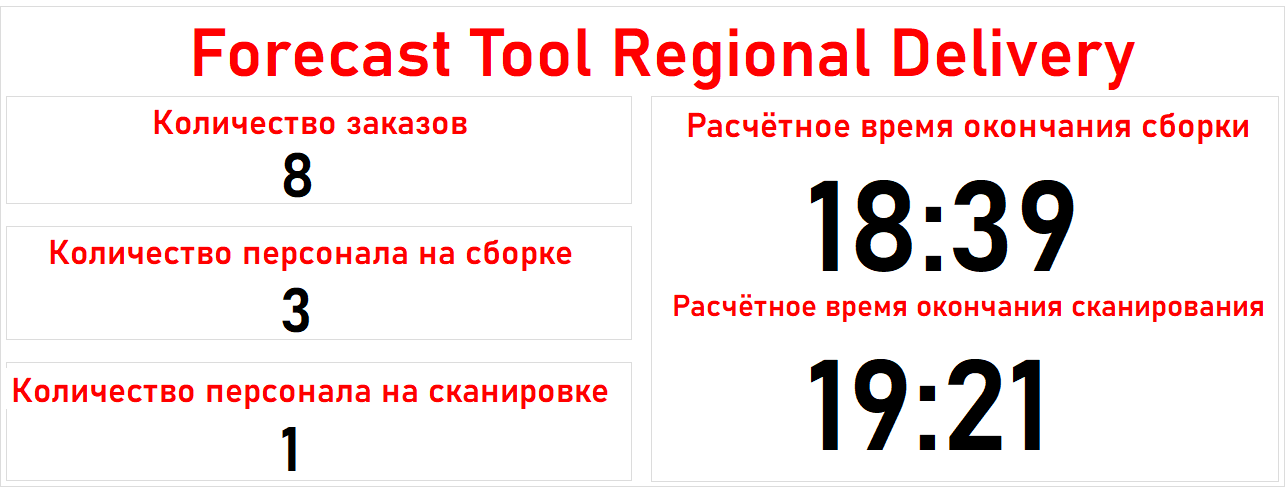 Forecast Tool Regional Delivery
Количество заказов
8
Количество персонала на сборке
3
Количество персонала на сканировке
1
Расчётное время окончания сборки
18:39
Расчётное время окончания сканирования
19:21